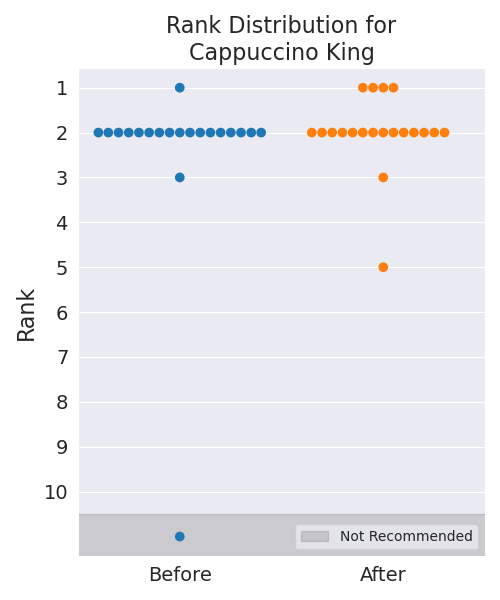 Rank Distribution for
Cappuccino King
Rank
1
2
3
4
5
6
7
8
9
10
Not Recommended
Before
After